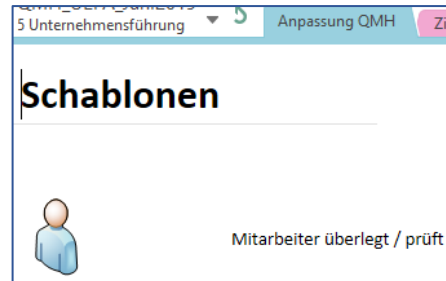 5 Unternehmensführung
Anpassung QMH
Schablonen
Mitarbeiter überlegt / prüft